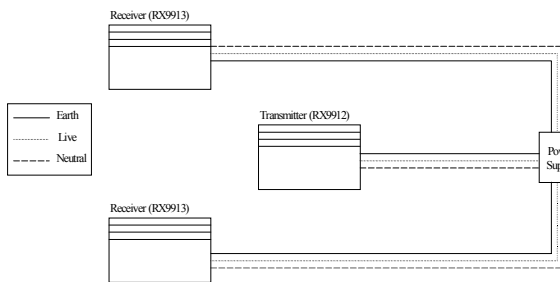 Receiver (RX9913)
Transmitter (RX9912)
Earth
Live
Neutral
Receiver (RX9913)